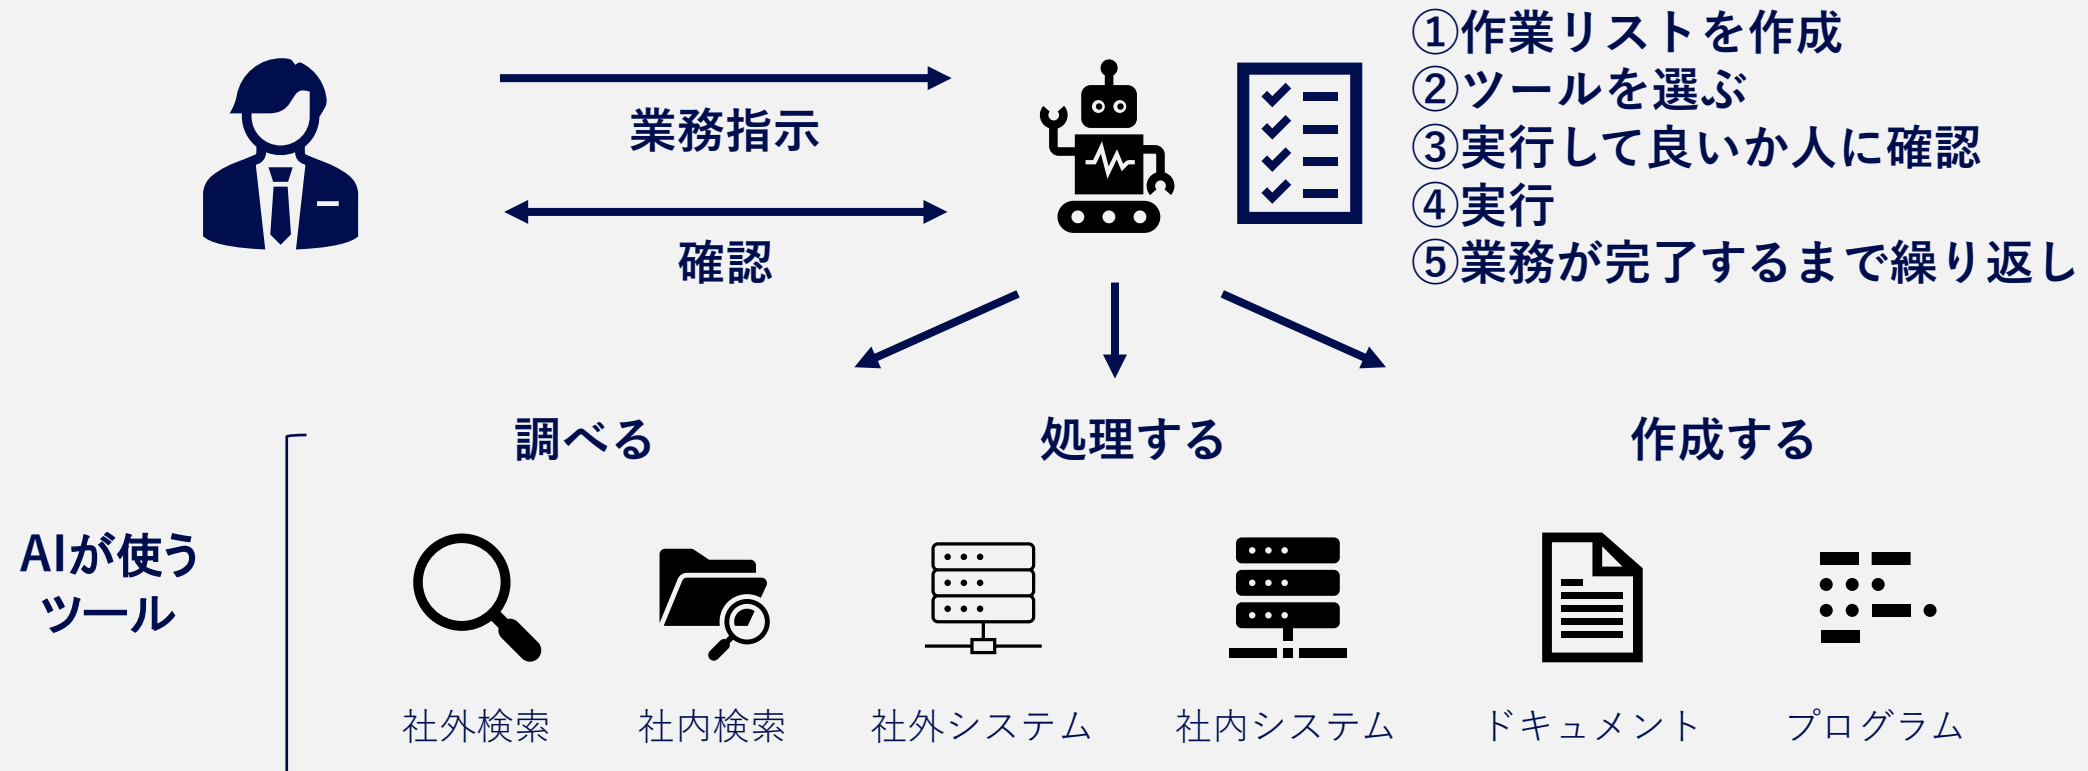 ①作業リストを作成
②ツールを選ぶ
③実行して良いか人に確認
④実行
⑤業務が完了するまで繰り返し
業務指示
確認
調べる
処理する
作成する
AIが使う
ツール
社外検索
社内検索
社外システム
社内システム
ドキュメント
プログラム